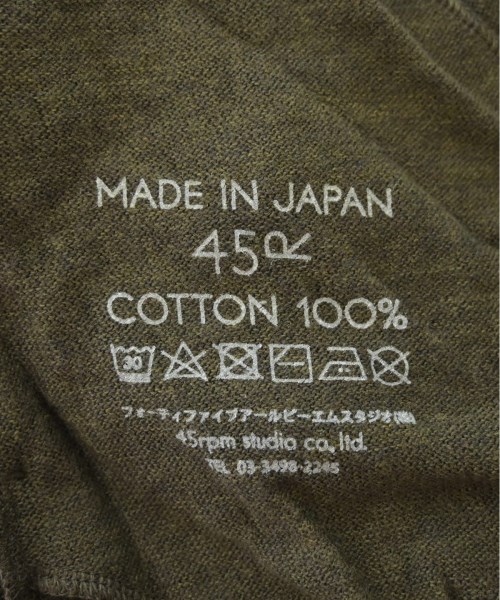 MADE IN JAPAN
45R
COTTON 100%
30
フォーティファイブアールピーエムスタジオ(株)
45rpm studio co., ltd.
TEL 03-3498-2245